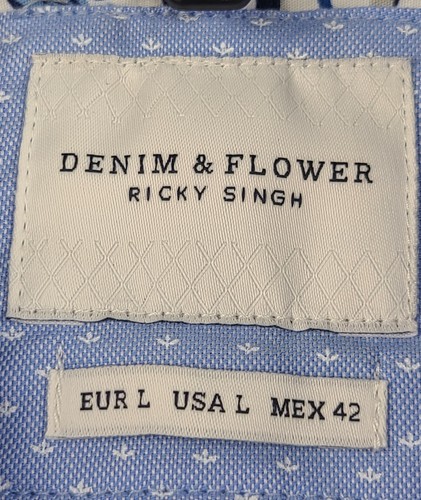 DENIM & FLOWER
RICKY SINGH
EUR L USA L MEX 42